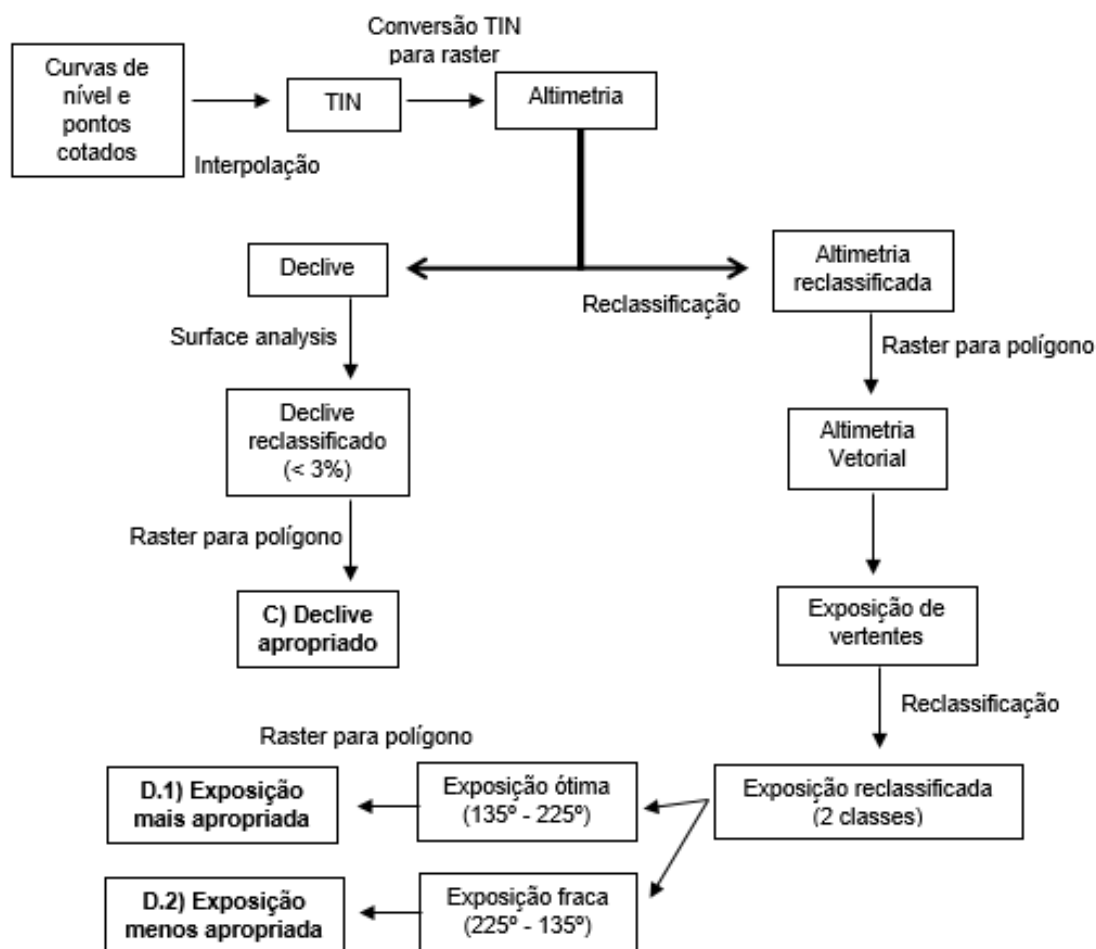 Curvas de
nível e
pontos
cotados
Interpolação
TIN
Conversão TIN
para raster
Altimetria
Declive
Reclassificação
Altimetria
reclassificada
Surface analysis
Raster para polígono
Declive
reclassificado
(< 3%)
Altimetria
Vetorial
Raster para polígono
C) Declive
apropriado
Exposição de
vertentes
Reclassificação
Raster para polígono
D.1) Exposição
mais apropriada
Exposição ótima
(135º - 225º)
Exposição reclassificada
(2 classes)
D.2) Exposição
menos apropriada
Exposição fraca
(225º - 135º)